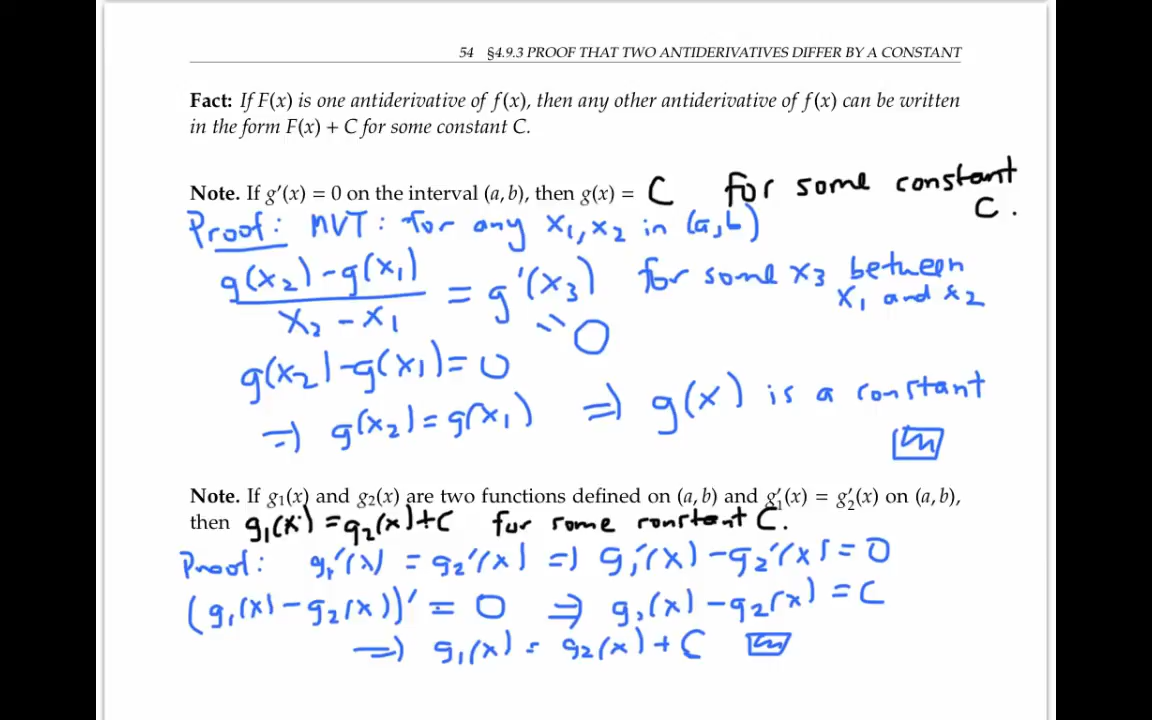 54 §4.9.3 PROOF THAT TWO ANTIDERIVATIVES DIFFER BY A CONSTANT
Fact: If F(x) is one antiderivative of f(x), then any other antiderivative of f(x) can be written
in the form F(x) + C for some constant C.
Note. If g′(x) = 0 on the interval (a, b), then g(x) = C for some constant
C.
Proof: MVT: for any x₁, x₂ in (a, b)
g(x₂) - g(x₁) / x₂ - x₁ = g'(x₃) for some x₃ between
x₁ and x₂
" 0
g(x₂) - g(x₁) = 0
⇒ g(x₂) = g(x₁) ⇒ g(x) is a constant
Note. If g₁(x) and g₂(x) are two functions defined on (a, b) and g₁′(x) = g₂′(x) on (a, b),
then g₁(x) = g₂(x) + C for some constant C.
Proof: g₁'(x) = g₂'(x) ⇒ g₁'(x) - g₂'(x) = 0
(g₁(x) - g₂(x))' = 0 ⇒ g₁(x) - g₂(x) = C
⇒ g₁(x) = g₂(x) + C